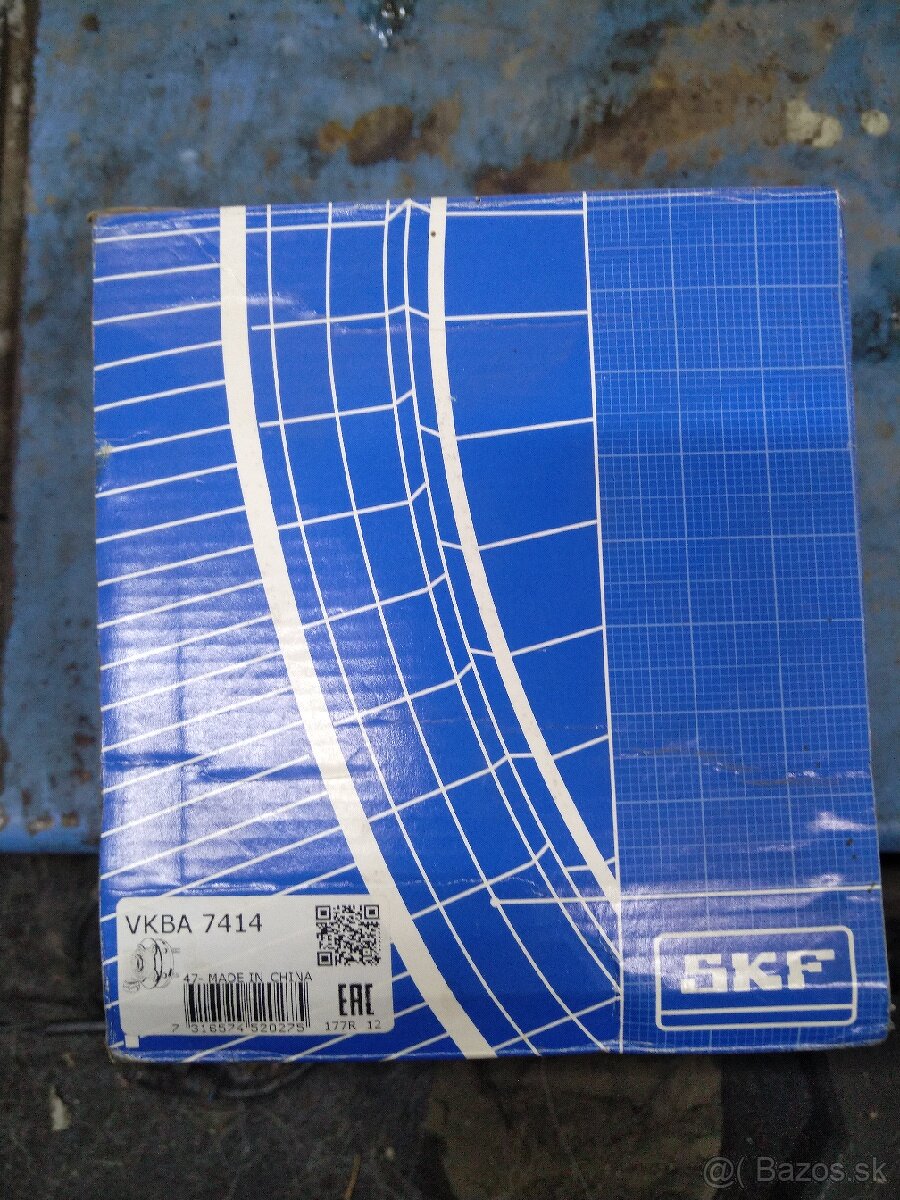 VKBA 7414
47- MADE IN CHINA
7 316574 520275
EAC
177R 12
SKF
@( Bazos.sk